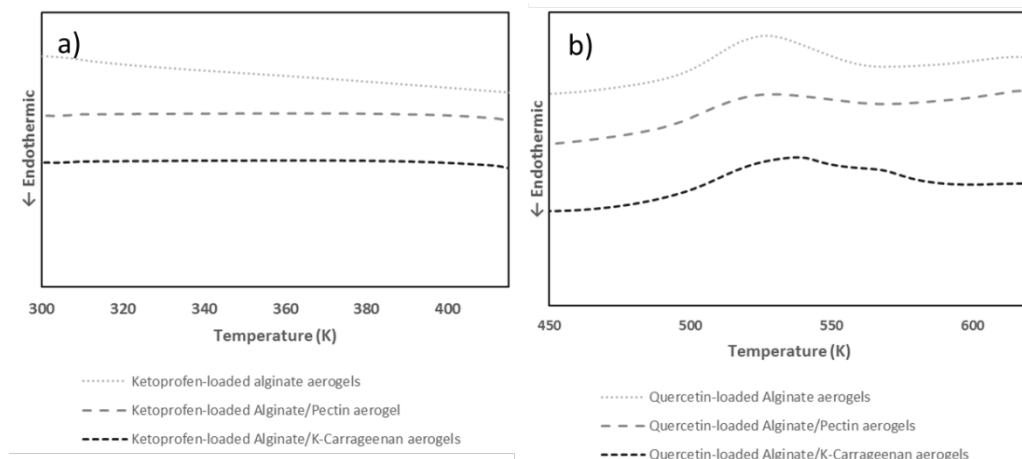 a)
← Endothermic
300 320 340 360 380 400
Temperature (K)
Ketoprofen-loaded alginate aerogels
Ketoprofen-loaded Alginate/Pectin aerogel
Ketoprofen-loaded Alginate/K-Carrageenan aerogels
b)
← Endothermic
450 500 550 600
Temperature (K)
Quercetin-loaded Alginate aerogels
Quercetin-loaded Alginate/Pectin aerogels
Quercetin-loaded Alginate/K-Carrageenan aerogels